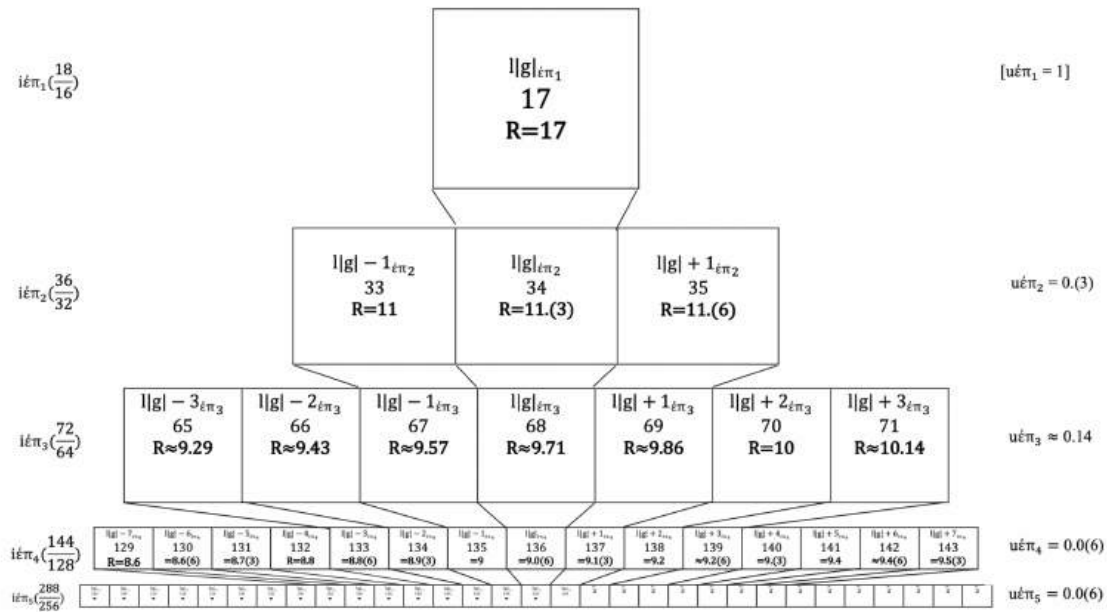 l|g|έπ₁
iέπ₁(18/16)
17
[uέπ₁ = 1]
R=17
l|g| − 1έπ₂ l|g|έπ₂ l|g| + 1έπ₂
iέπ₂(36/32)
33 34 35
uέπ₂ = 0.(3)
R=11 R=11.(3) R=11.(6)
l|g| − 3έπ₃ l|g| − 2έπ₃ l|g| − 1έπ₃ l|g|έπ₃ l|g| + 1έπ₃ l|g| + 2έπ₃ l|g| + 3έπ₃
iέπ₃(72/64)
65 66 67 68 69 70 71
uέπ₃ ≈ 0.14
R≈9.29 R≈9.43 R≈9.57 R≈9.71 R≈9.86 R=10 R≈10.14
iέπ₄(144/128)
129 130 131 132 133 134 135 136 137 138 139 140 141 142 143
uέπ₄ = 0.0(6)
R=8.6 =8.6(6) =8.7(3) R=8.8 =8.8(6) =8.9(3) =9 =9.0(6) =9.1(3) =9.2 ≈9.2(6) =9.(3) =9.4 ≈9.4(6) =9.5(3)
iέπ₅(288/256)
uέπ₅ = 0.0(6)